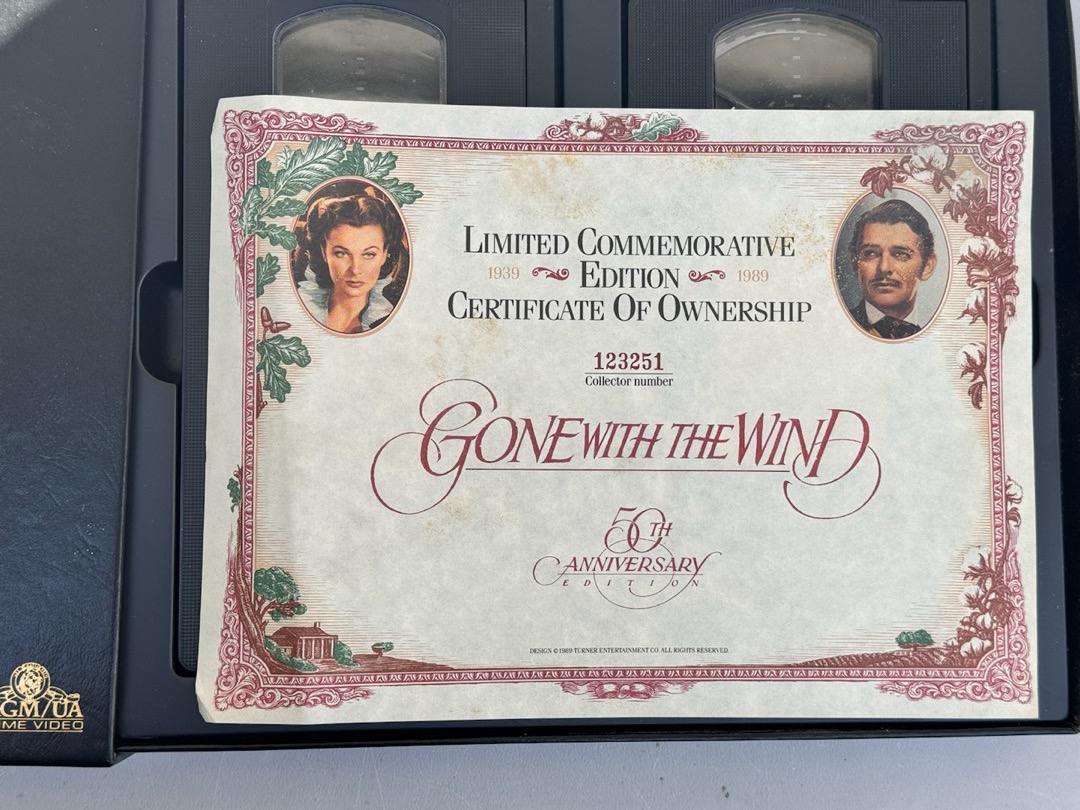 LIMITED COMMEMORATIVE
1939 EDITION 1989
CERTIFICATE OF OWNERSHIP
123251
Collector number
GONE WITH THE WIND
50TH
ANNIVERSARY
EDITION
DESIGN © 1989 TURNER ENTERTAINMENT CO. ALL RIGHTS RESERVED.
GM/UA
ME VIDEO